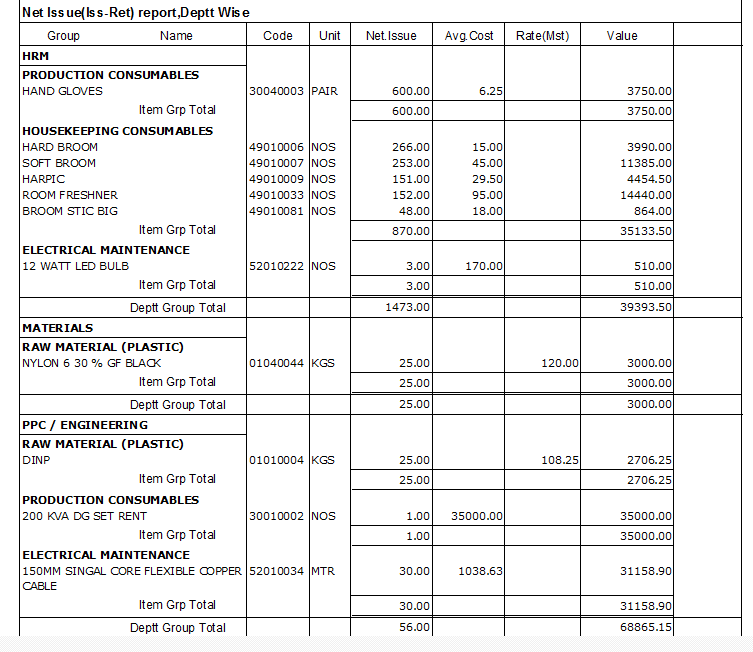 Net Issue(Iss-Ret) report,Deptt Wise
Group Name Code Unit Net.Issue Avg.Cost Rate(Mst) Value
HRM
PRODUCTION CONSUMABLES
HAND GLOVES 30040003 PAIR 600.00 6.25 3750.00
Item Grp Total 600.00 3750.00
HOUSEKEEPING CONSUMABLES
HARD BROOM 49010006 NOS 266.00 15.00 3990.00
SOFT BROOM 49010007 NOS 253.00 45.00 11385.00
HARPIC 49010009 NOS 151.00 29.50 4454.50
ROOM FRESHNER 49010033 NOS 152.00 95.00 14440.00
BROOM STIC BIG 49010081 NOS 48.00 18.00 864.00
Item Grp Total 870.00 35133.50
ELECTRICAL MAINTENANCE
12 WATT LED BULB 52010222 NOS 3.00 170.00 510.00
Item Grp Total 3.00 510.00
Deptt Group Total 1473.00 39393.50
MATERIALS
RAW MATERIAL (PLASTIC)
NYLON 6 30 % GF BLACK 01040044 KGS 25.00 120.00 3000.00
Item Grp Total 25.00 3000.00
Deptt Group Total 25.00 3000.00
PPC / ENGINEERING
RAW MATERIAL (PLASTIC)
DINP 01010004 KGS 25.00 108.25 2706.25
Item Grp Total 25.00 2706.25
PRODUCTION CONSUMABLES
200 KVA DG SET RENT 30010002 NOS 1.00 35000.00 35000.00
Item Grp Total 1.00 35000.00
ELECTRICAL MAINTENANCE
150MM SINGAL CORE FLEXIBLE COPPER 52010034 MTR 30.00 1038.63 31158.90
CABLE
Item Grp Total 30.00 31158.90
Deptt Group Total 56.00 68865.15